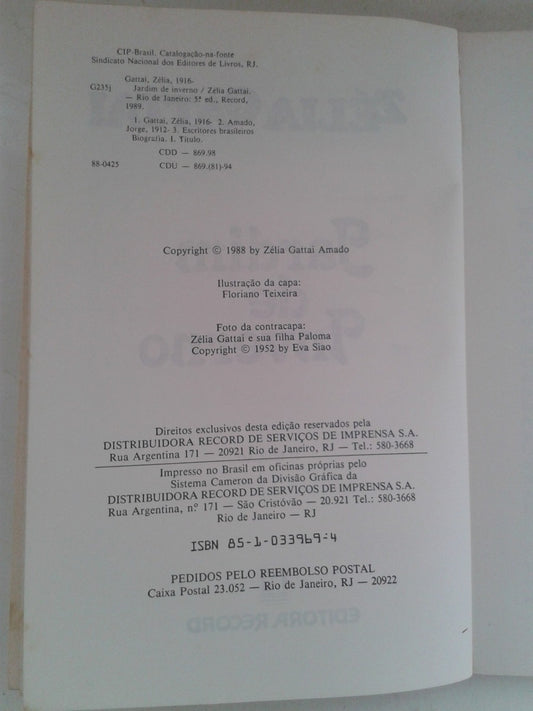 CIP-Brasil. Catalogação-na-fonte
Sindicato Nacional dos Editores de Livros, RJ.
Gattai, Zélia, 1916-
G235j Jardim de inverno / Zélia Gattai.
— Rio de Janeiro: 5ª ed., Record,
1989.
1. Gattai, Zélia, 1916- 2. Amado,
Jorge, 1912- 3. Escritores brasileiros
Biografia. I. Título.
CDD — 869.98
88-0425 CDU — 869.(81)-94
Copyright © 1988 by Zélia Gattai Amado
Ilustração da capa:
Floriano Teixeira
Foto da contracapa:
Zélia Gattai e sua filha Paloma
Copyright © 1952 by Eva Siao
Direitos exclusivos desta edição reservados pela
DISTRIBUIDORA RECORD DE SERVIÇOS DE IMPRENSA S.A.
Rua Argentina 171 — 20921 Rio de Janeiro, RJ — Tel.: 580-3668
Impresso no Brasil em oficinas próprias pelo
Sistema Cameron da Divisão Gráfica da
DISTRIBUIDORA RECORD DE SERVIÇOS DE IMPRENSA S.A.
Rua Argentina, nº 171 — São Cristóvão — 20.921 Tel.: 580-3668
Rio de Janeiro — RJ
ISBN 85-1-033969-4
PEDIDOS PELO REEMBOLSO POSTAL
Caixa Postal 23.052 — Rio de Janeiro, RJ — 20922
EDITORA RECORD